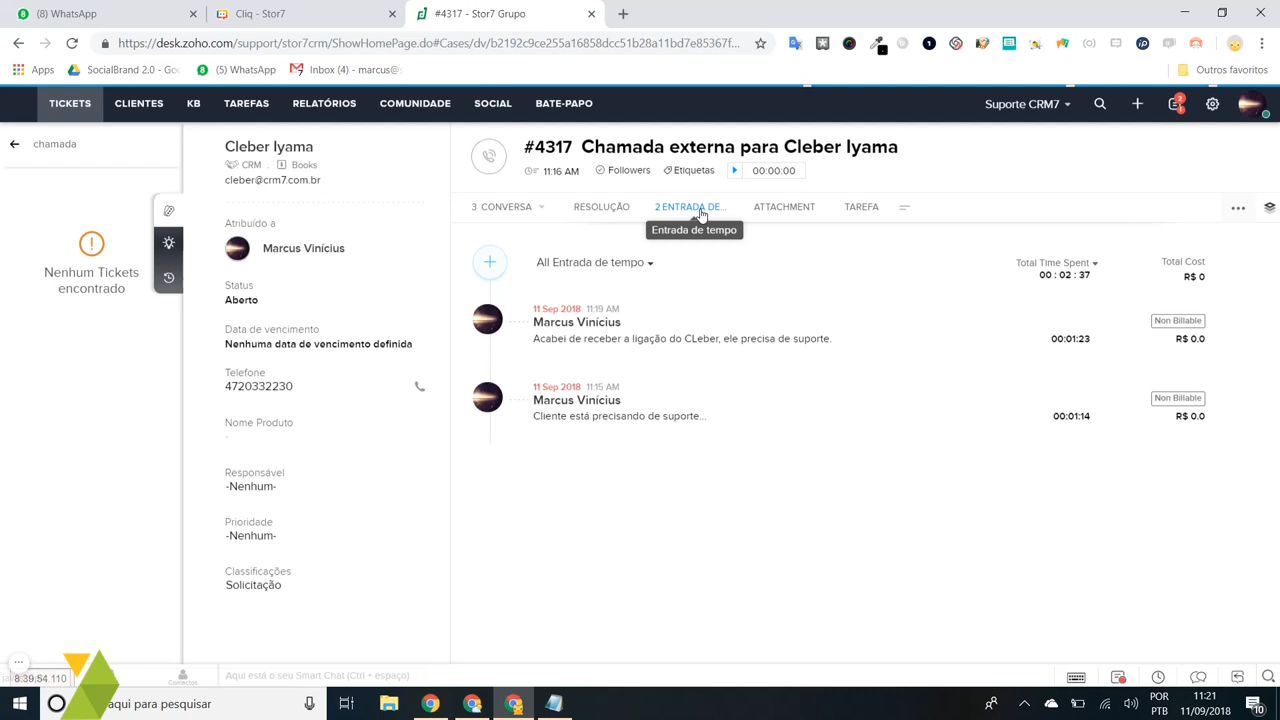 (8) WhatsApp
Cliq - Stor7
#4317 - Stor7 Grupo
https://desk.zoho.com/support/stor7crm/ShowHomePage.do#Cases/dv/b2192c9ce255a16858dcc51b28a11bd7e85367f...
Apps
SocialBrand 2.0 - Goo
(5) WhatsApp
Inbox (4) - marcus@s
Outros favoritos
TICKETS
CLIENTES
KB
TAREFAS
RELATÓRIOS
COMUNIDADE
SOCIAL
BATE-PAPO
Suporte CRM7
2
chamada
Nenhum Tickets
encontrado
Cleber Iyama
CRM . Books
cleber@crm7.com.br
Atribuído a
Marcus Vinícius
Status
Aberto
Data de vencimento
Nenhuma data de vencimento definida
Telefone
4720332230
Nome Produto
Responsável
-Nenhum-
Prioridade
-Nenhum-
Classificações
Solicitação
#4317 Chamada externa para Cleber Iyama
11:16 AM
Followers
Etiquetas
00:00:00
3 CONVERSA
RESOLUÇÃO
2 ENTRADA DE...
ATTACHMENT
TAREFA
Entrada de tempo
All Entrada de tempo
Total Time Spent
00 : 02 : 37
Total Cost
R$ 0
11 Sep 2018 11:19 AM
Marcus Vinícius
Acabei de receber a ligação do CLeber, ele precisa de suporte.
00:01:23
Non Billable
R$ 0.0
11 Sep 2018 11:15 AM
Marcus Vinícius
Cliente está precisando de suporte...
00:01:14
Non Billable
R$ 0.0
8:39:54.110
Contactos
Aqui está o seu Smart Chat (Ctrl + espaço)
aqui para pesquisar
POR
PTB
11:21
11/09/2018
10